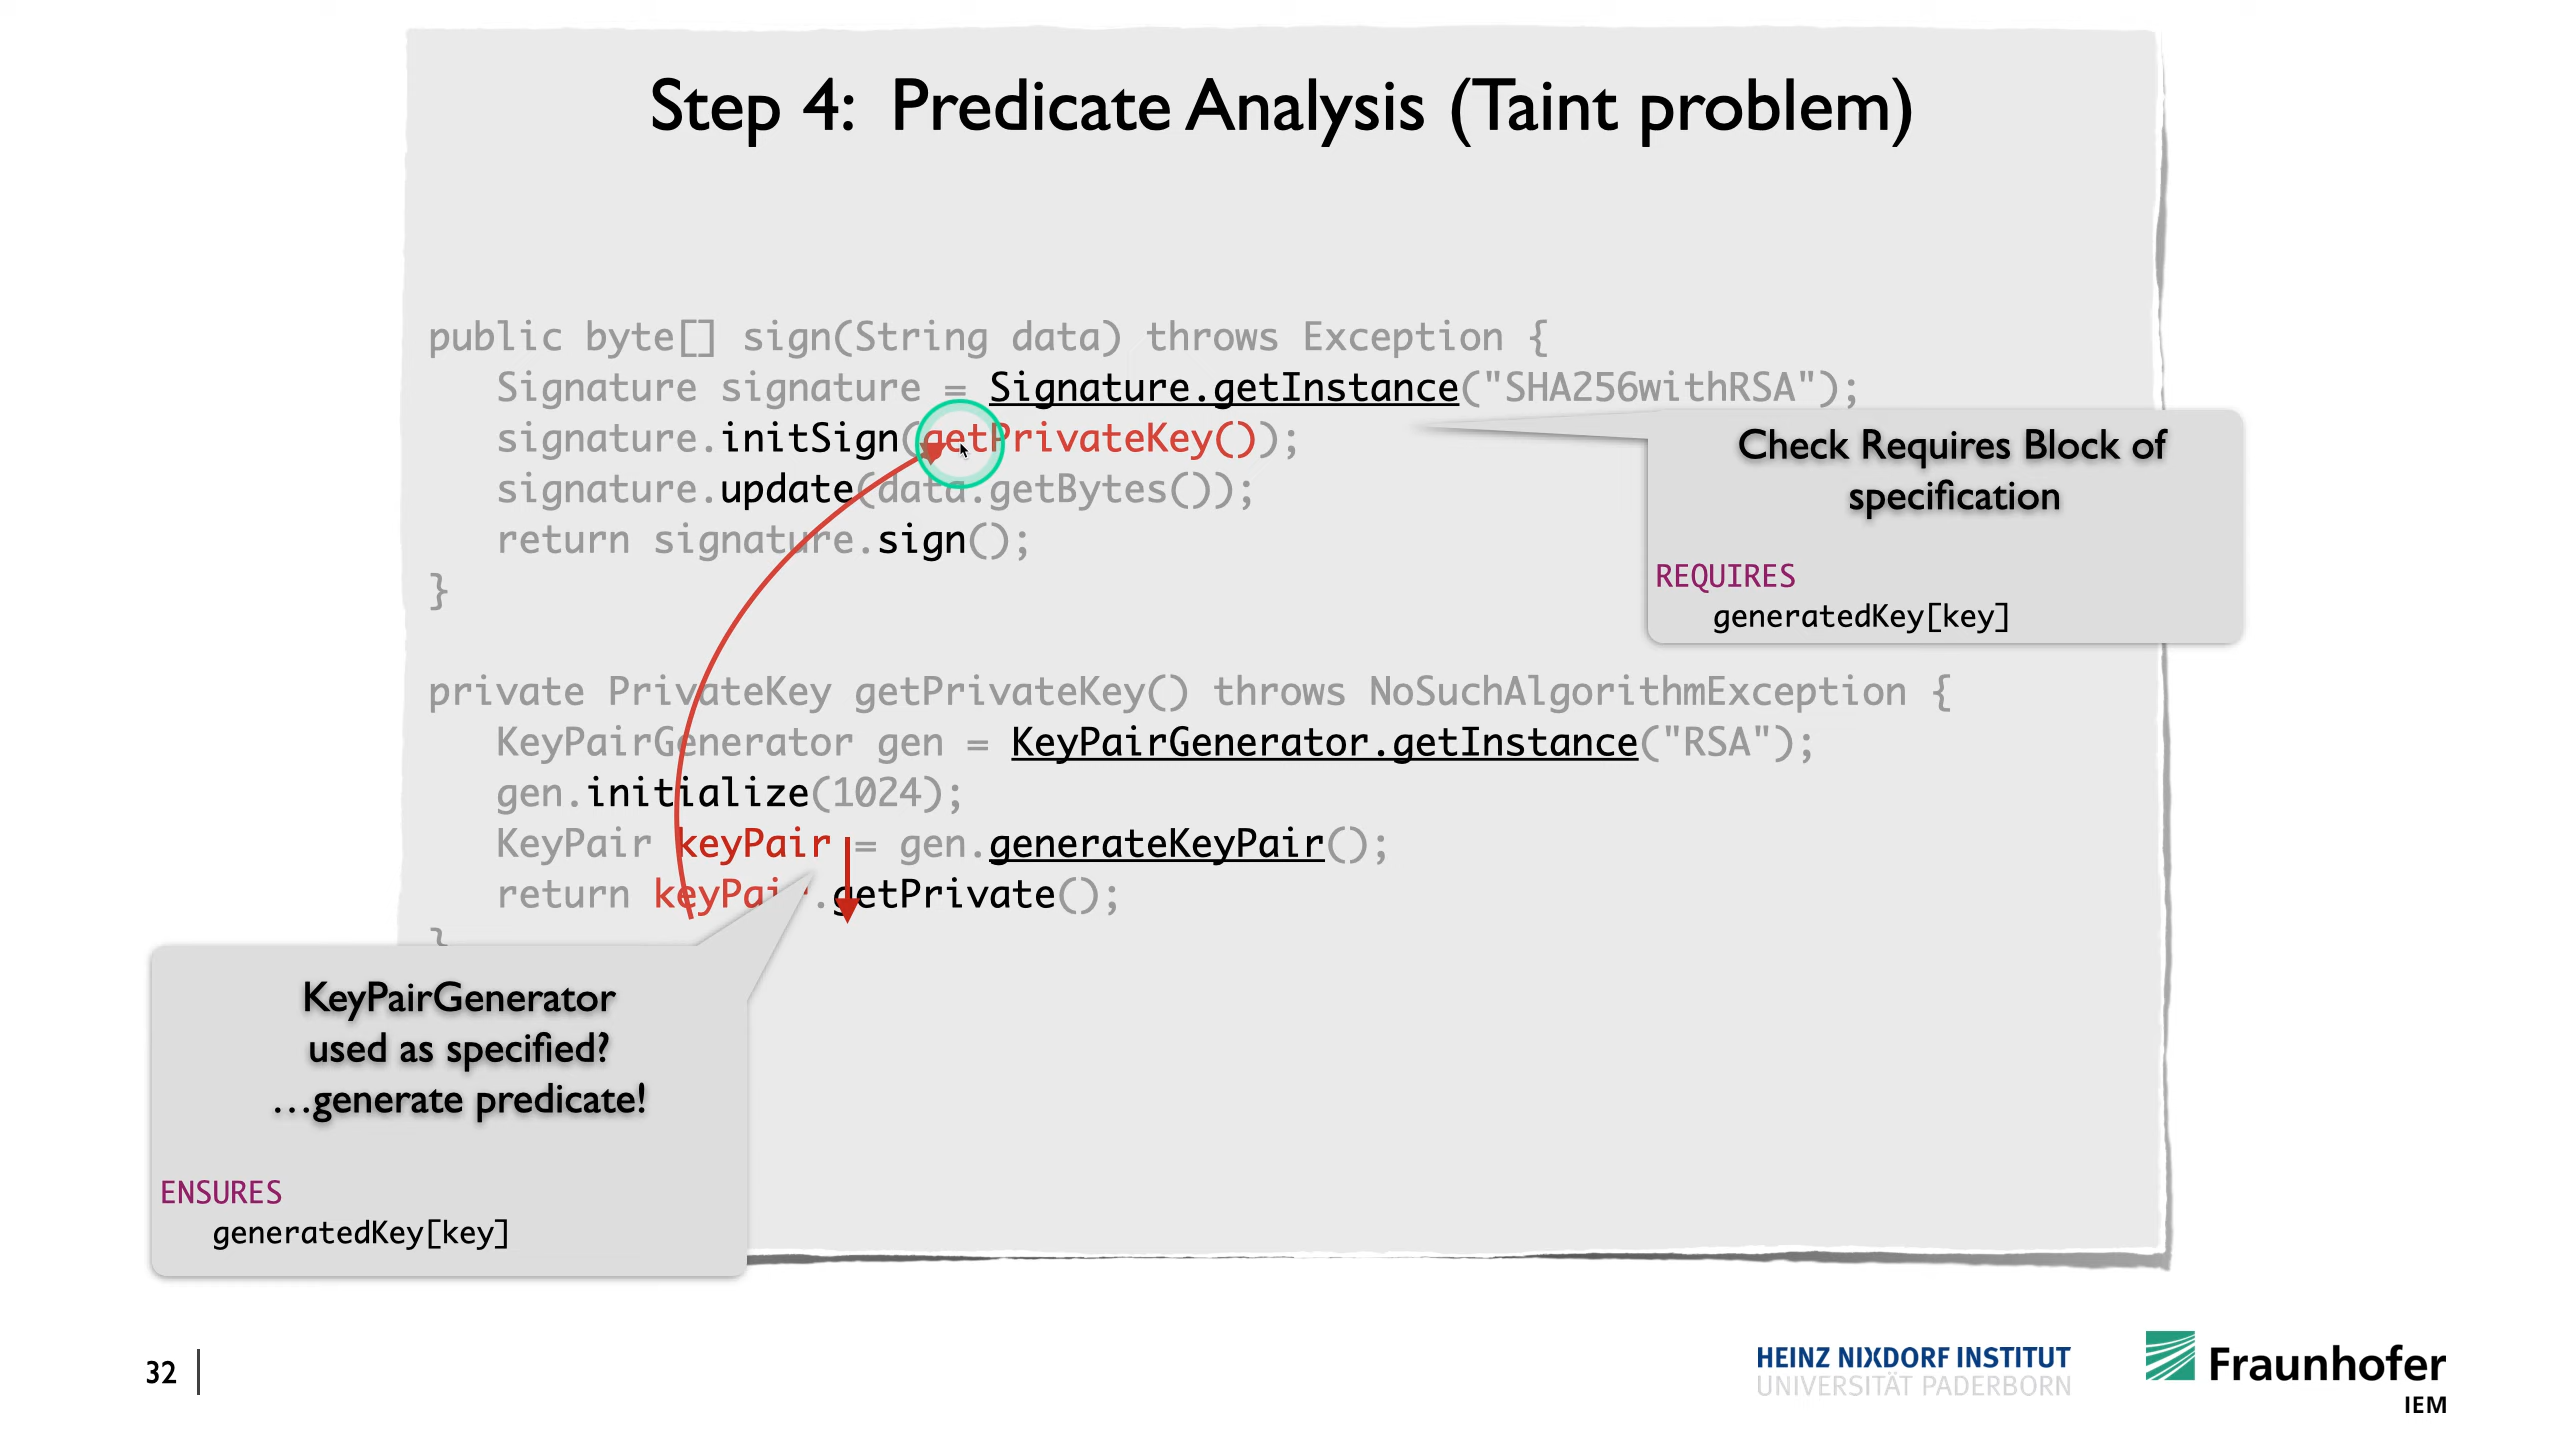 Step 4: Predicate Analysis (Taint problem)
public byte[] sign(String data) throws Exception {
Signature signature = Signature.getInstance("SHA256withRSA");
signature.initSign(getPrivateKey());
signature.update(data.getBytes());
return signature.sign();
}
Check Requires Block of
specification
REQUIRES
generatedKey[key]
private PrivateKey getPrivateKey() throws NoSuchAlgorithmException {
KeyPairGenerator gen = KeyPairGenerator.getInstance("RSA");
gen.initialize(1024);
KeyPair keyPair = gen.generateKeyPair();
return keyPair.getPrivate();
}
KeyPairGenerator
used as specified?
…generate predicate!
ENSURES
generatedKey[key]
32
HEINZ NIXDORF INSTITUT
UNIVERSITÄT PADERBORN
Fraunhofer
IEM